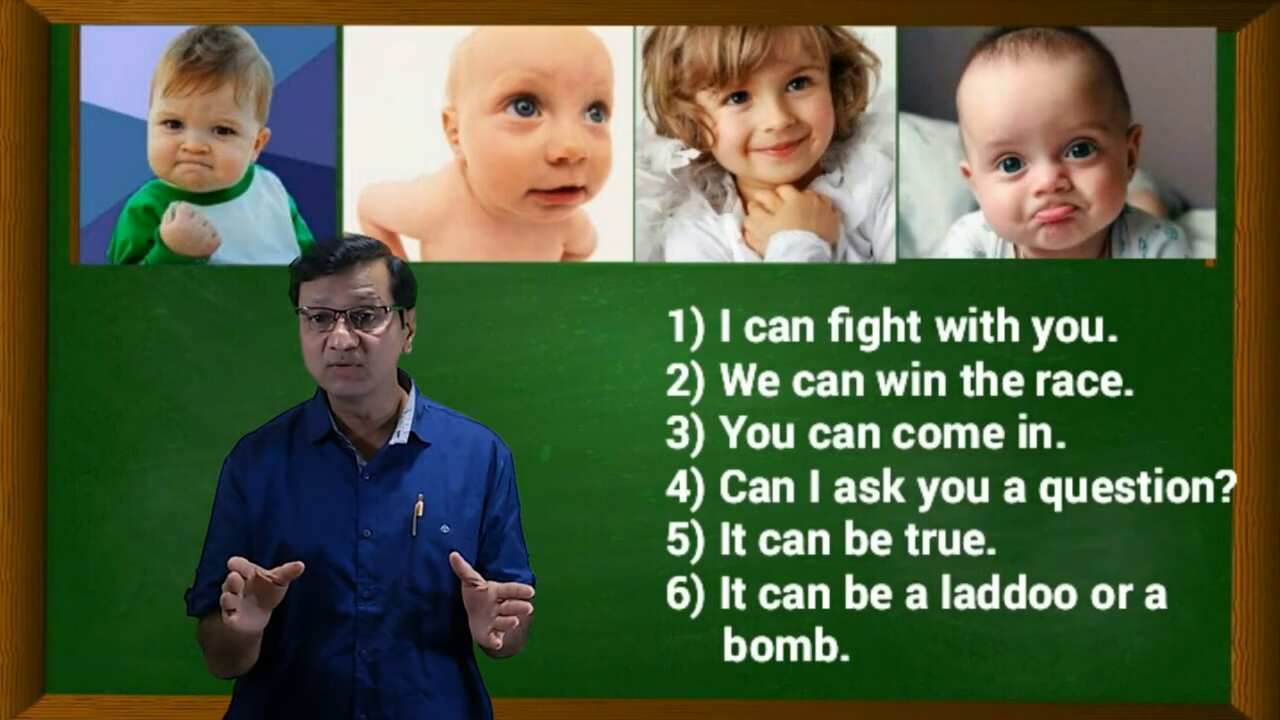 1) I can fight with you.
2) We can win the race.
3) You can come in.
4) Can I ask you a question?
5) It can be true.
6) It can be a laddoo or a
bomb.